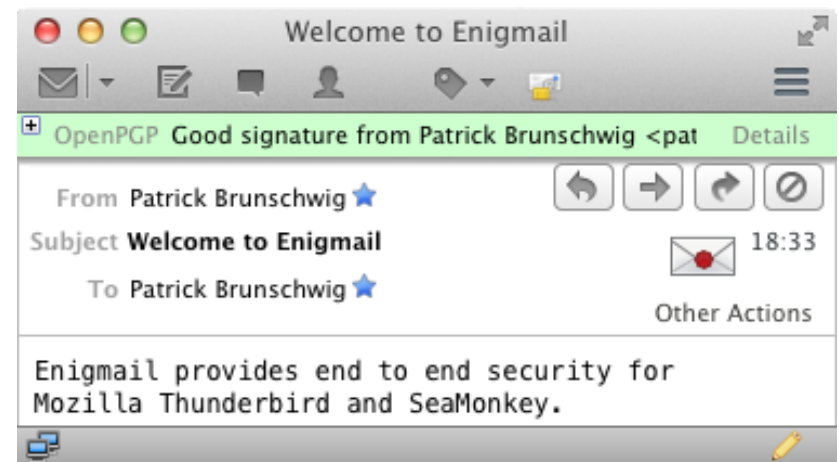 Welcome to Enigmail
OpenPGP Good signature from Patrick Brunschwig <pat Details
From Patrick Brunschwig
Subject Welcome to Enigmail 18:33
To Patrick Brunschwig
Other Actions
Enigmail provides end to end security for
Mozilla Thunderbird and SeaMonkey.